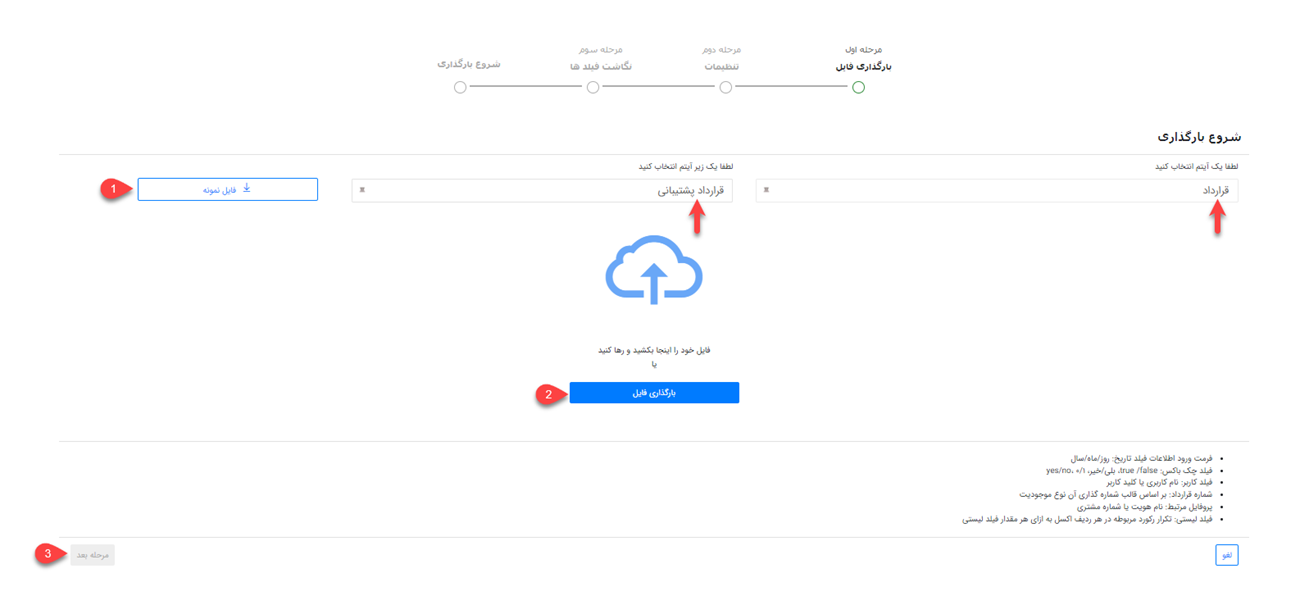 مرحله اول
بارگذاری فایل
مرحله دوم
تنظیمات
مرحله سوم
نگاشت فیلد ها
شروع بارگذاری
شروع بارگذاری
لطفا یک آیتم انتخاب کنید
قرارداد
لطفا یک زیر آیتم انتخاب کنید
قرارداد پشتیبانی
فایل نمونه
1
فایل خود را اینجا بکشید و رها کنید
یا
بارگذاری فایل
2
فرمت ورود اطلاعات فیلد تاریخ: روز/ماه/سال
فیلد چک باکس: true /false، بلی/خیر، ۰/۱، yes/no
فیلد کاربر: نام کاربری یا کلید کاربر
شماره قرارداد: بر اساس قالب شماره گذاری آن نوع موجودیت
پروفایل مرتبط: نام هویت یا شماره مشتری
فیلد لیستی: تکرار رکورد مربوطه در هر ردیف اکسل به ازای هر مقدار فیلد لیستی
لغو
مرحله بعد
3